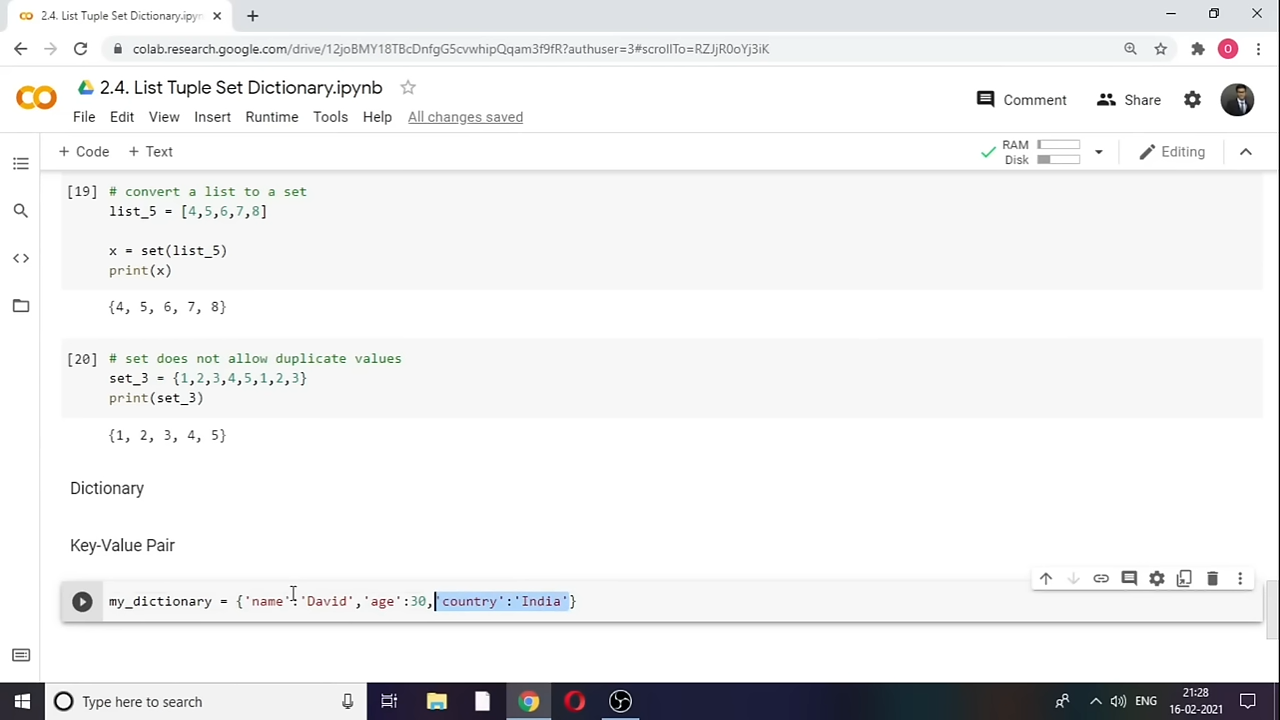 2.4. List Tuple Set Dictionary.ipyn
colab.research.google.com/drive/12joBMY18TBcDnfgG5cvwhipQqam3f9fR?authuser=3#scrollTo=RZJjR0oYj3iK
O
CO
2.4. List Tuple Set Dictionary.ipynb
Comment
Share
File Edit View Insert Runtime Tools Help All changes saved
+ Code + Text
RAM
Disk
Editing
[19] # convert a list to a set
list_5 = [4,5,6,7,8]
x = set(list_5)
print(x)
{4, 5, 6, 7, 8}
[20] # set does not allow duplicate values
set_3 = {1,2,3,4,5,1,2,3}
print(set_3)
{1, 2, 3, 4, 5}
Dictionary
Key-Value Pair
my_dictionary = {'name':'David','age':30,'country':'India'}
Type here to search
ENG
21:28
16-02-2021